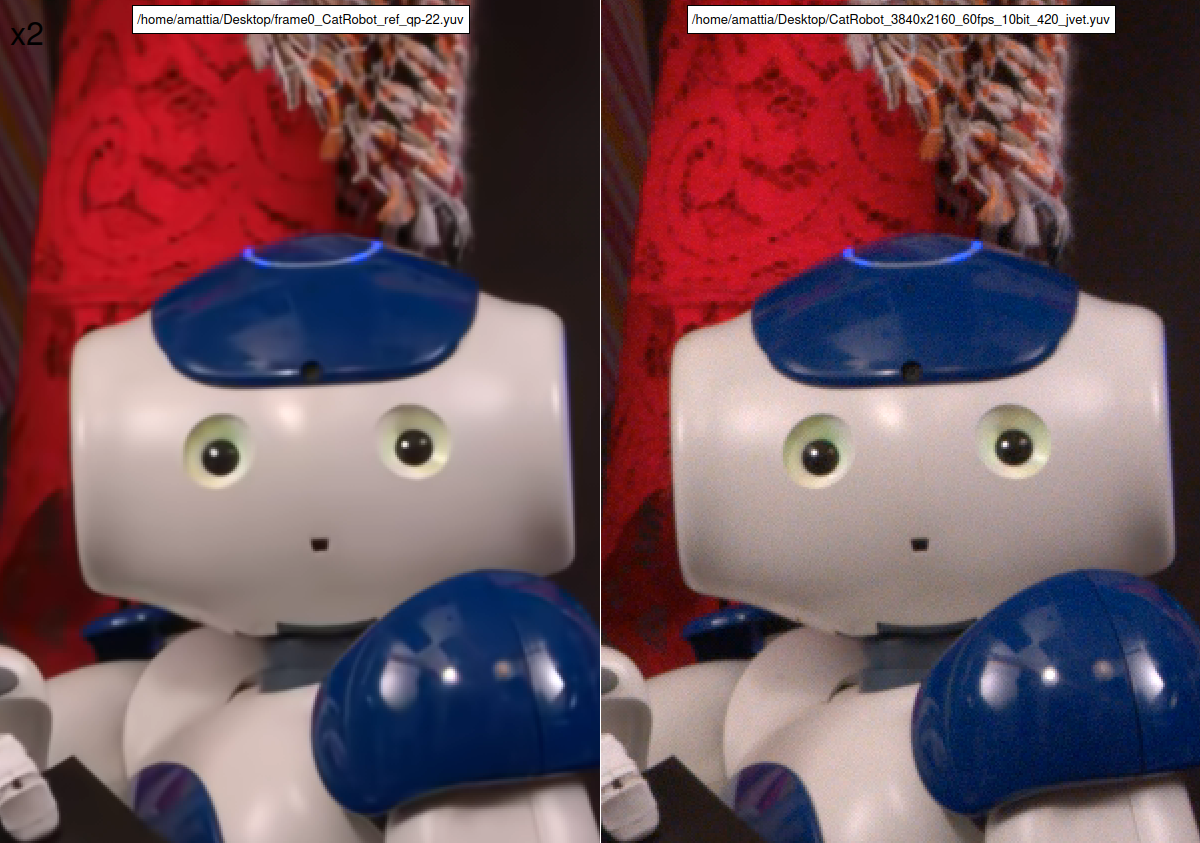 /home/amattia/Desktop/frame0_CatRobot_ref_qp-22.yuv
/home/amattia/Desktop/CatRobot_3840x2160_60fps_10bit_420_jvet.yuv
x2